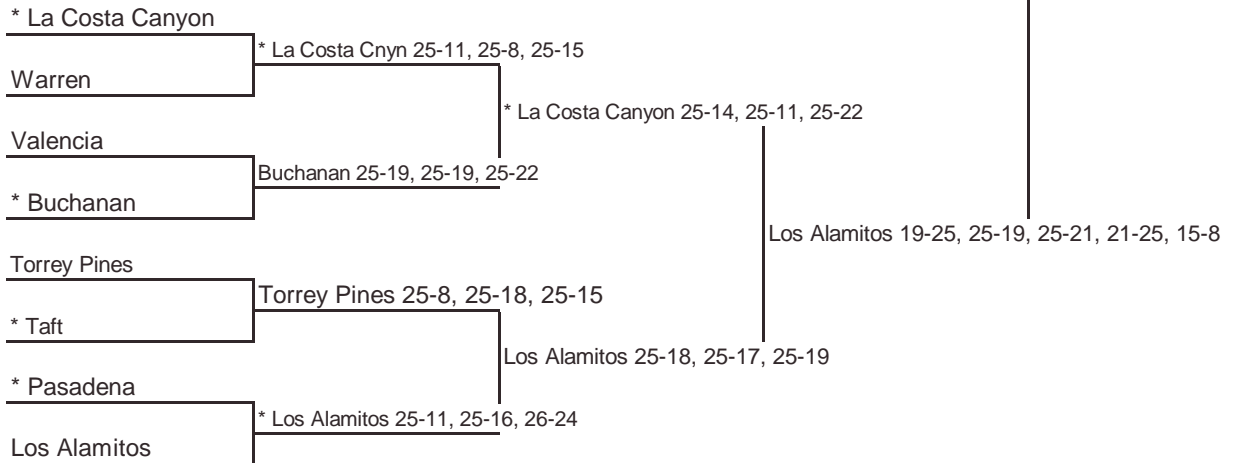 * La Costa Canyon
* La Costa Cnyn 25-11, 25-8, 25-15
Warren
* La Costa Canyon 25-14, 25-11, 25-22
Valencia
Buchanan 25-19, 25-19, 25-22
* Buchanan
Los Alamitos 19-25, 25-19, 25-21, 21-25, 15-8
Torrey Pines
Torrey Pines 25-8, 25-18, 25-15
* Taft
Los Alamitos 25-18, 25-17, 25-19
* Pasadena
* Los Alamitos 25-11, 25-16, 26-24
Los Alamitos